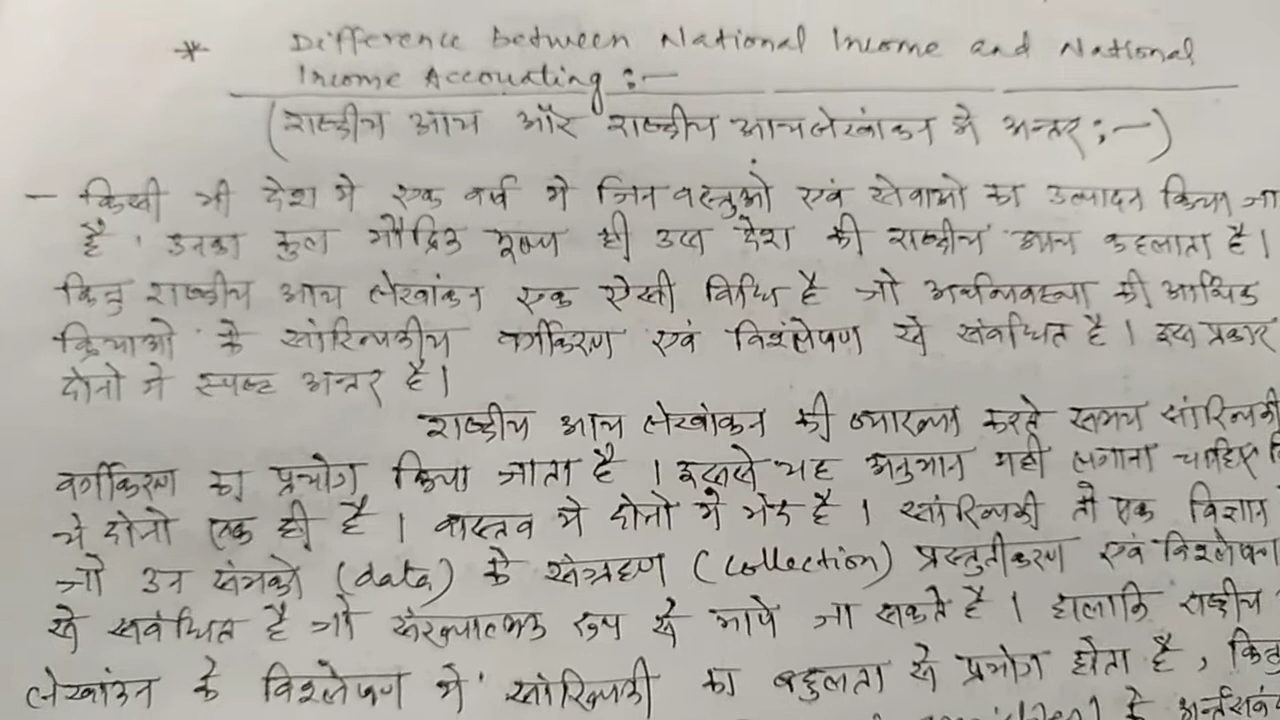 * Difference between National Income and National
Income Accounting :—
(राष्ट्रीय आय और राष्ट्रीय आय लेखांकन मे अन्तर :—)
— किसी भी देश मे एक वर्ष मे जिन वस्तुओं एवं सेवाओ का उत्पादन किया जा
है उनका कुल मौद्रिक मूल्य ही उस देश की राष्ट्रीय आय कहलाता है।
किन्तु राष्ट्रीय आय लेखांकन एक ऐसी विधि है जो अर्थव्यवस्था की आर्थिक
क्रियाओ के सांख्यिकीय वर्गीकरण एवं विश्लेषण से संबंधित है। इस प्रकार
दोनो मे स्पष्ट अन्तर है।
राष्ट्रीय आय लेखांकन की व्याख्या करते समय सांख्यिकी
वर्गीकरण का प्रयोग किया जाता है। इससे यह अनुमान नही लगाना चाहिए
ये दोनो एक ही है। वास्तव मे दोनो मे भेद है। सांख्यिकी तो एक विज्ञान
जो उन संमको (data) के संग्रहण (collection) प्रस्तुतीकरण एवं विश्लेषण
से सबंधित है जो संख्यात्मक रूप से मापे जा सकते है। हालाकि राष्ट्रीय
लेखांकन के विश्लेषण मे सांख्यिकी का बहुलता से प्रयोग होता है,
के